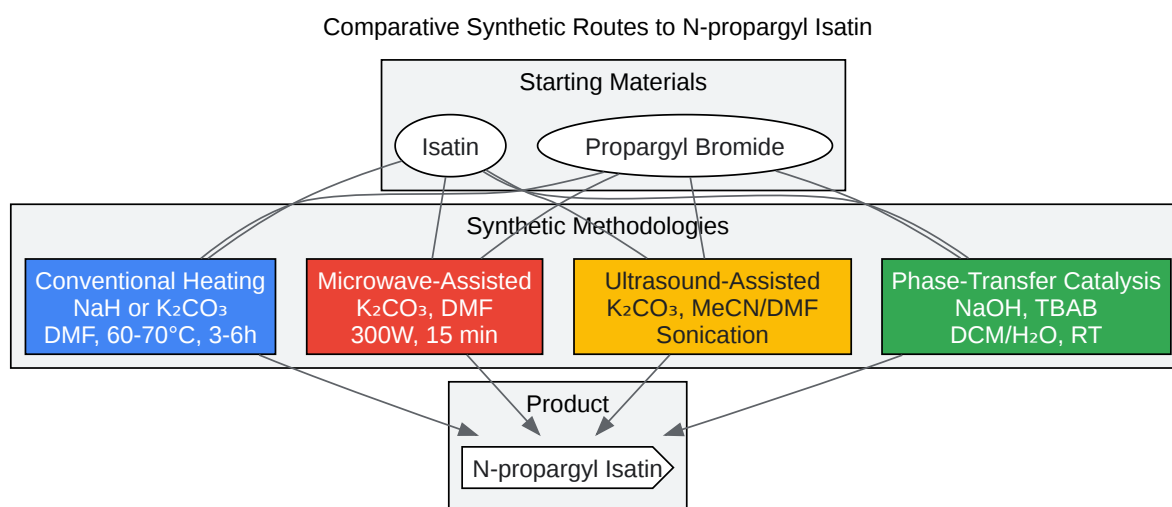 Comparative Synthetic Routes to N-propargyl Isatin
Starting Materials
Isatin
Propargyl Bromide
Synthetic Methodologies
Conventional Heating
NaH or K₂CO₃
DMF, 60-70°C, 3-6h
Microwave-Assisted
K₂CO₃, DMF
300W, 15 min
Ultrasound-Assisted
K₂CO₃, MeCN/DMF
Sonication
Phase-Transfer Catalysis
NaOH, TBAB
DCM/H₂O, RT
Product
N-propargyl Isatin